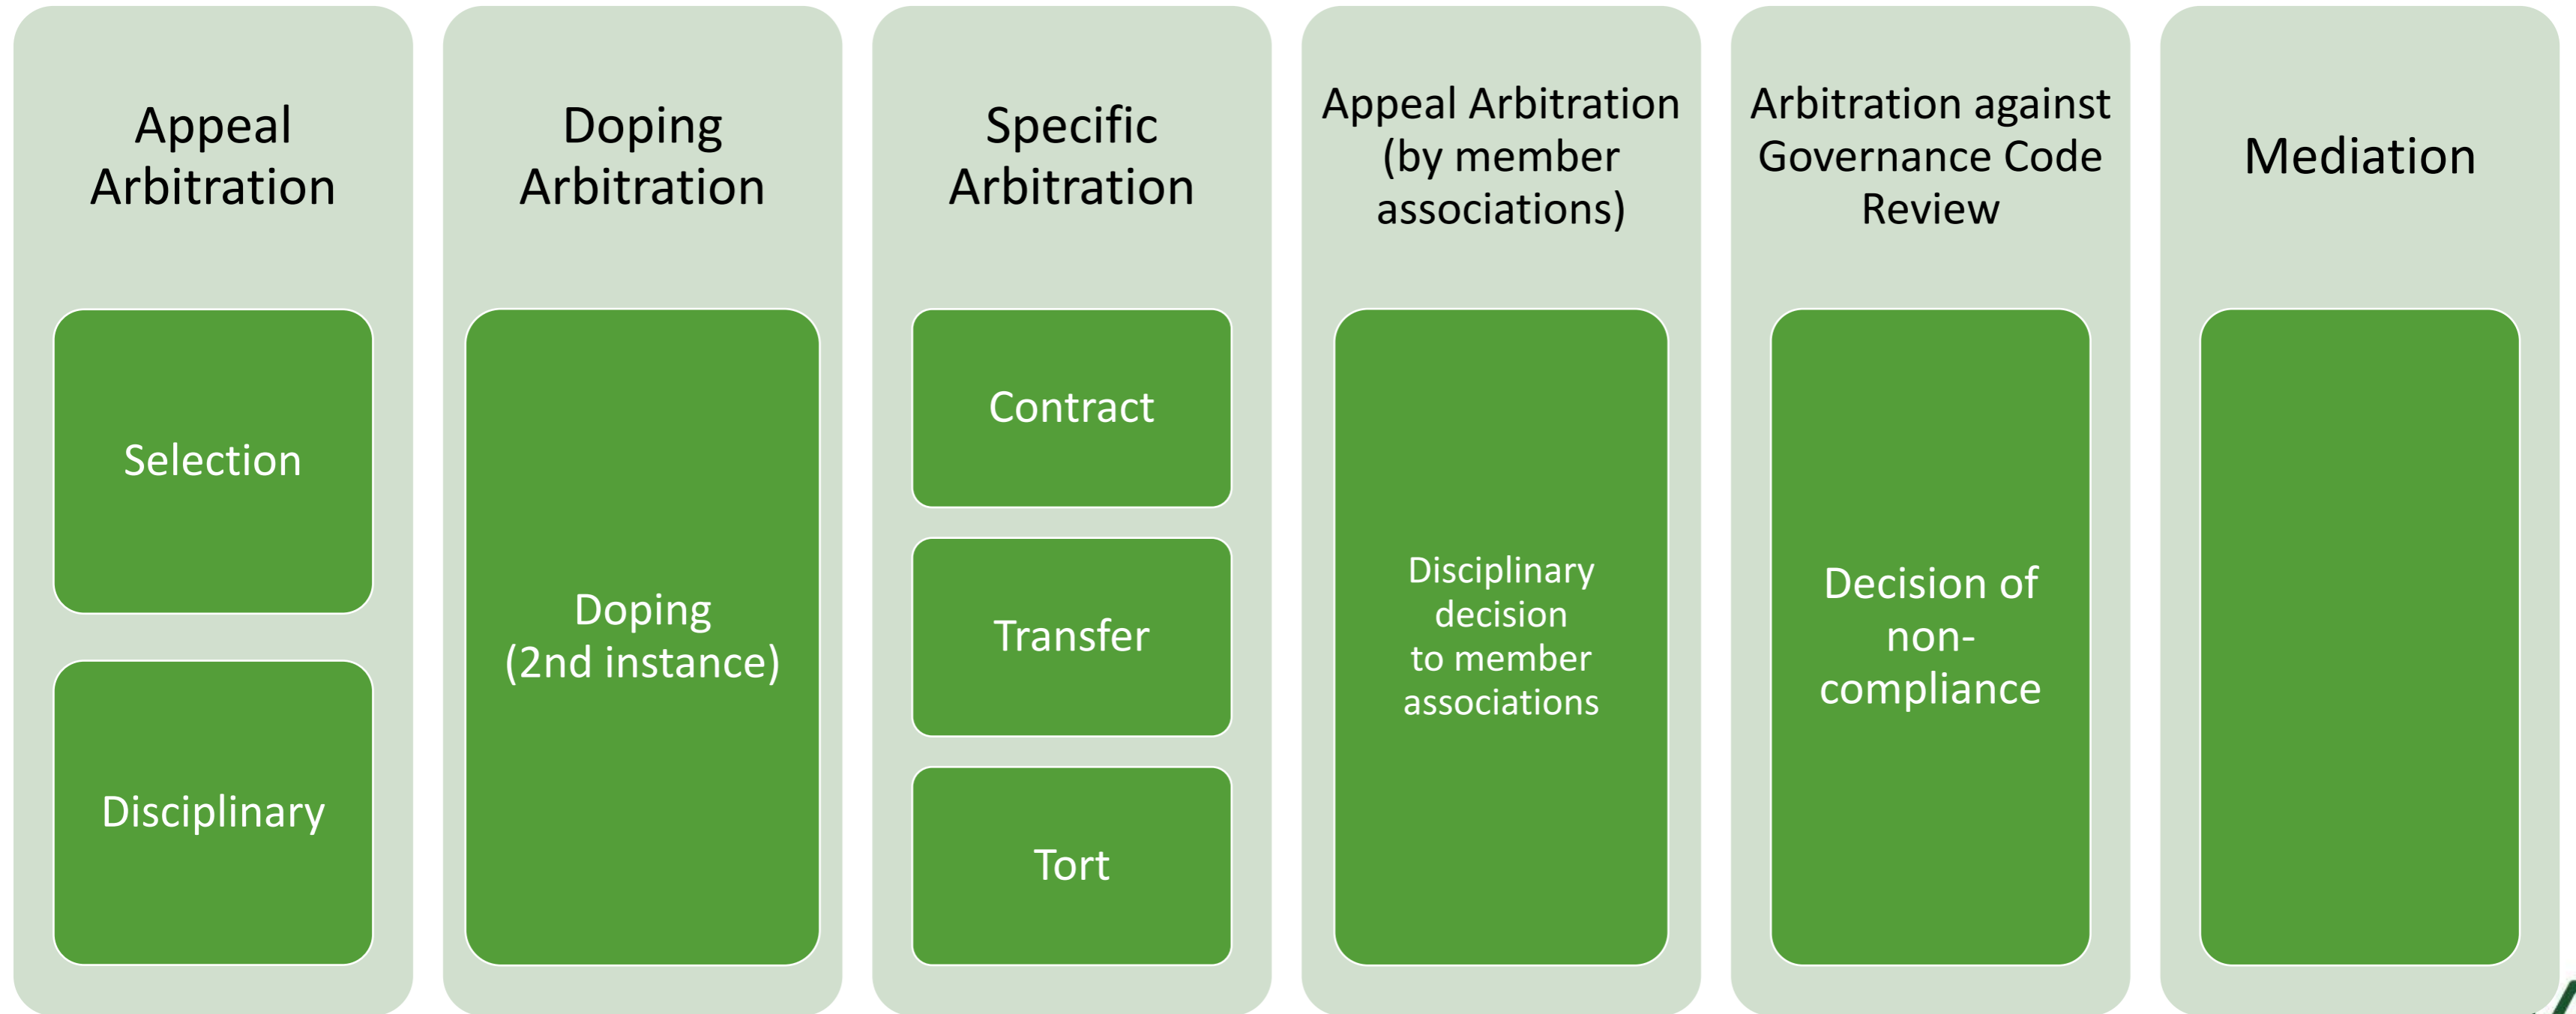 Appeal
Arbitration
Selection
Disciplinary
Doping
Arbitration
Doping
(2nd instance)
Specific
Arbitration
Contract
Transfer
Tort
Appeal Arbitration
(by member
associations)
Disciplinary
decision
to member
associations
Arbitration against
Governance Code
Review
Decision of
non-
compliance
Mediation